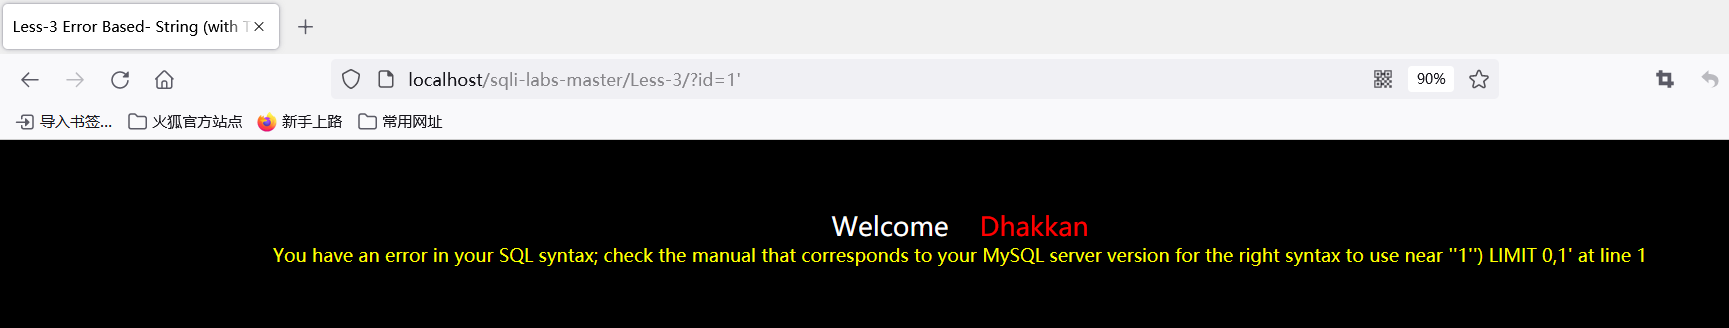 Less-3 Error Based- String (with T
localhost/sqli-labs-master/Less-3/?id=1'
90%
导入书签... 火狐官方站点 新手上路 常用网址
Welcome Dhakkan
You have an error in your SQL syntax; check the manual that corresponds to your MySQL server version for the right syntax to use near ''1'') LIMIT 0,1' at line 1